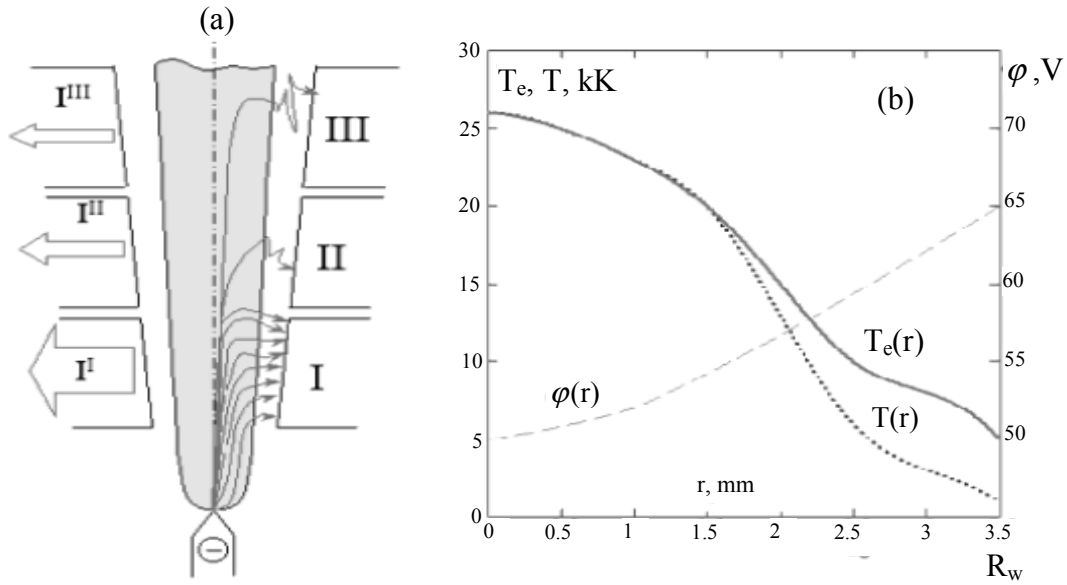 (a)
I^III
III
I^II
II
I^I
I
−
(b)
T_e, T, kK
φ ,V
30
25
20
15
10
5
0
70
65
60
55
50
T_e(r)
φ(r)
T(r)
r, mm
0 0.5 1 1.5 2 2.5 3 3.5
R_w